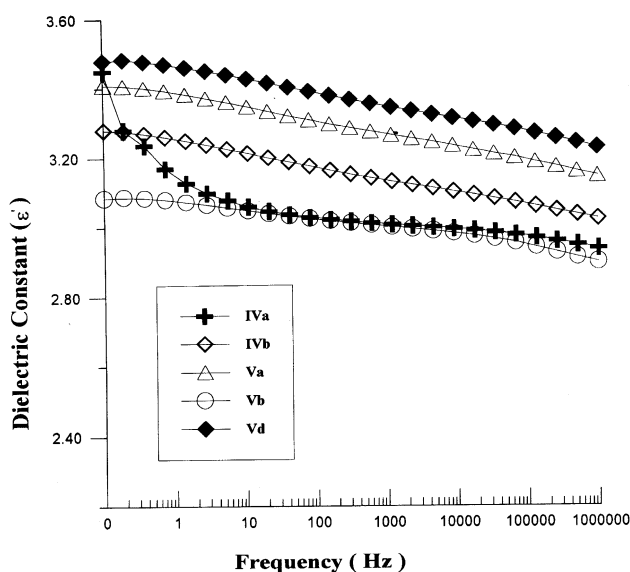 3.60
3.20
2.80
2.40
Dielectric Constant (ε')
IVa
IVb
Va
Vb
Vd
0 1 10 100 1000 10000 100000 1000000
Frequency ( Hz )